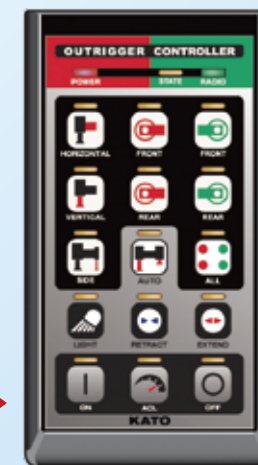 OUTRIGGER CONTROLLER
POWER STATE RADIO
HORIZONTAL FRONT FRONT
VERTICAL REAR REAR
SIDE AUTO ALL
LIGHT RETRACT EXTEND
ON ACL OFF
KATO